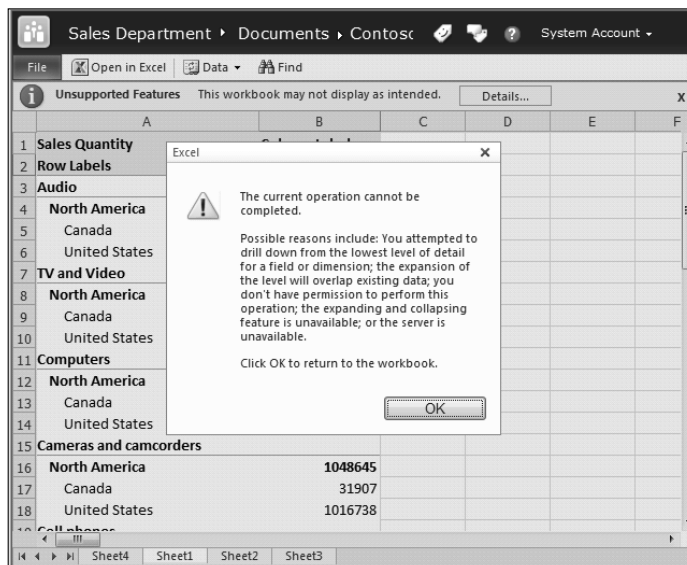 Sales Department ▸ Documents ▸ Contosc
System Account
File Open in Excel Data Find
Unsupported Features This workbook may not display as intended. Details... X
A B C D E F
1 Sales Quantity
2 Row Labels
3 Audio
4 North America
5 Canada
6 United States
7 TV and Video
8 North America
9 Canada
10 United States
11 Computers
12 North America
13 Canada
14 United States
15 Cameras and camcorders
16 North America 1048645
17 Canada 31907
18 United States 1016738
19 Cell phones
Excel
The current operation cannot be
completed.
Possible reasons include: You attempted to
drill down from the lowest level of detail
for a field or dimension; the expansion of
the level will overlap existing data; you
don't have permission to perform this
operation; the expanding and collapsing
feature is unavailable; or the server is
unavailable.
Click OK to return to the workbook.
OK
Sheet4 Sheet1 Sheet2 Sheet3